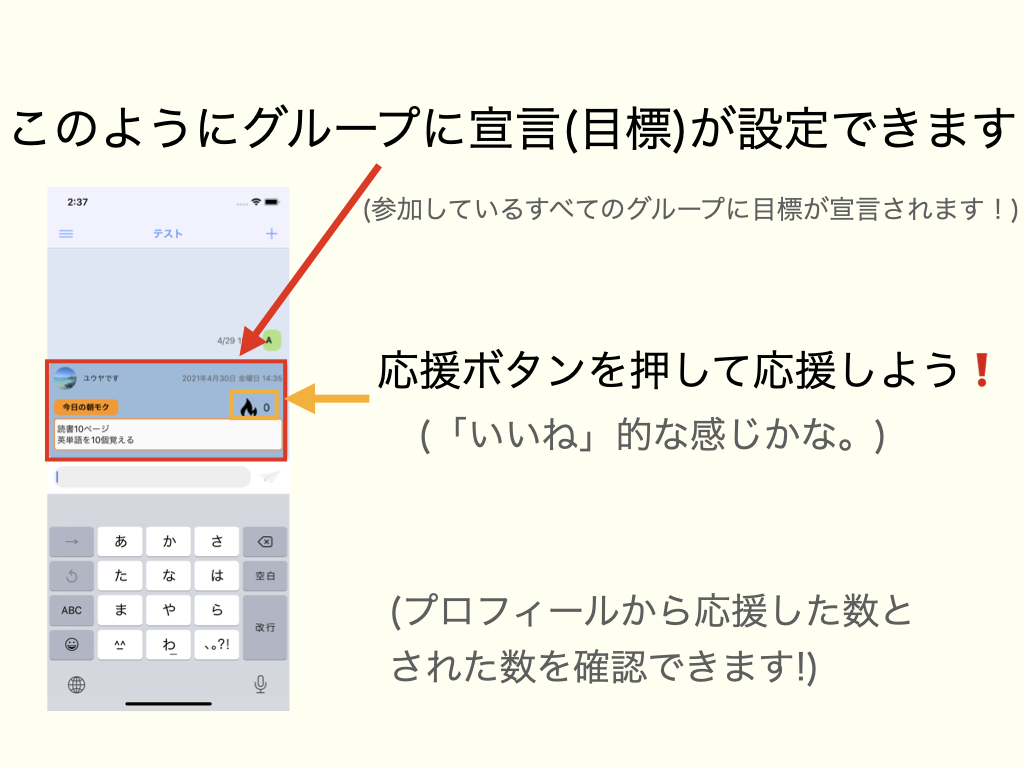 このようにグループに宣言(目標)が設定できます
(参加しているすべてのグループに目標が宣言されます！)
2:37
テスト
4/29 1
A
ユウヤです
2021年4月30日 金曜日 14:35
今日の朝モク
0
読書10ページ
英単語を10個覚える
応援ボタンを押して応援しよう❗
(「いいね」的な感じかな。)
→ あ か さ
た な は 空白
ABC ま や ら
改行
^^ わ 、。?!
(プロフィールから応援した数と
された数を確認できます!)